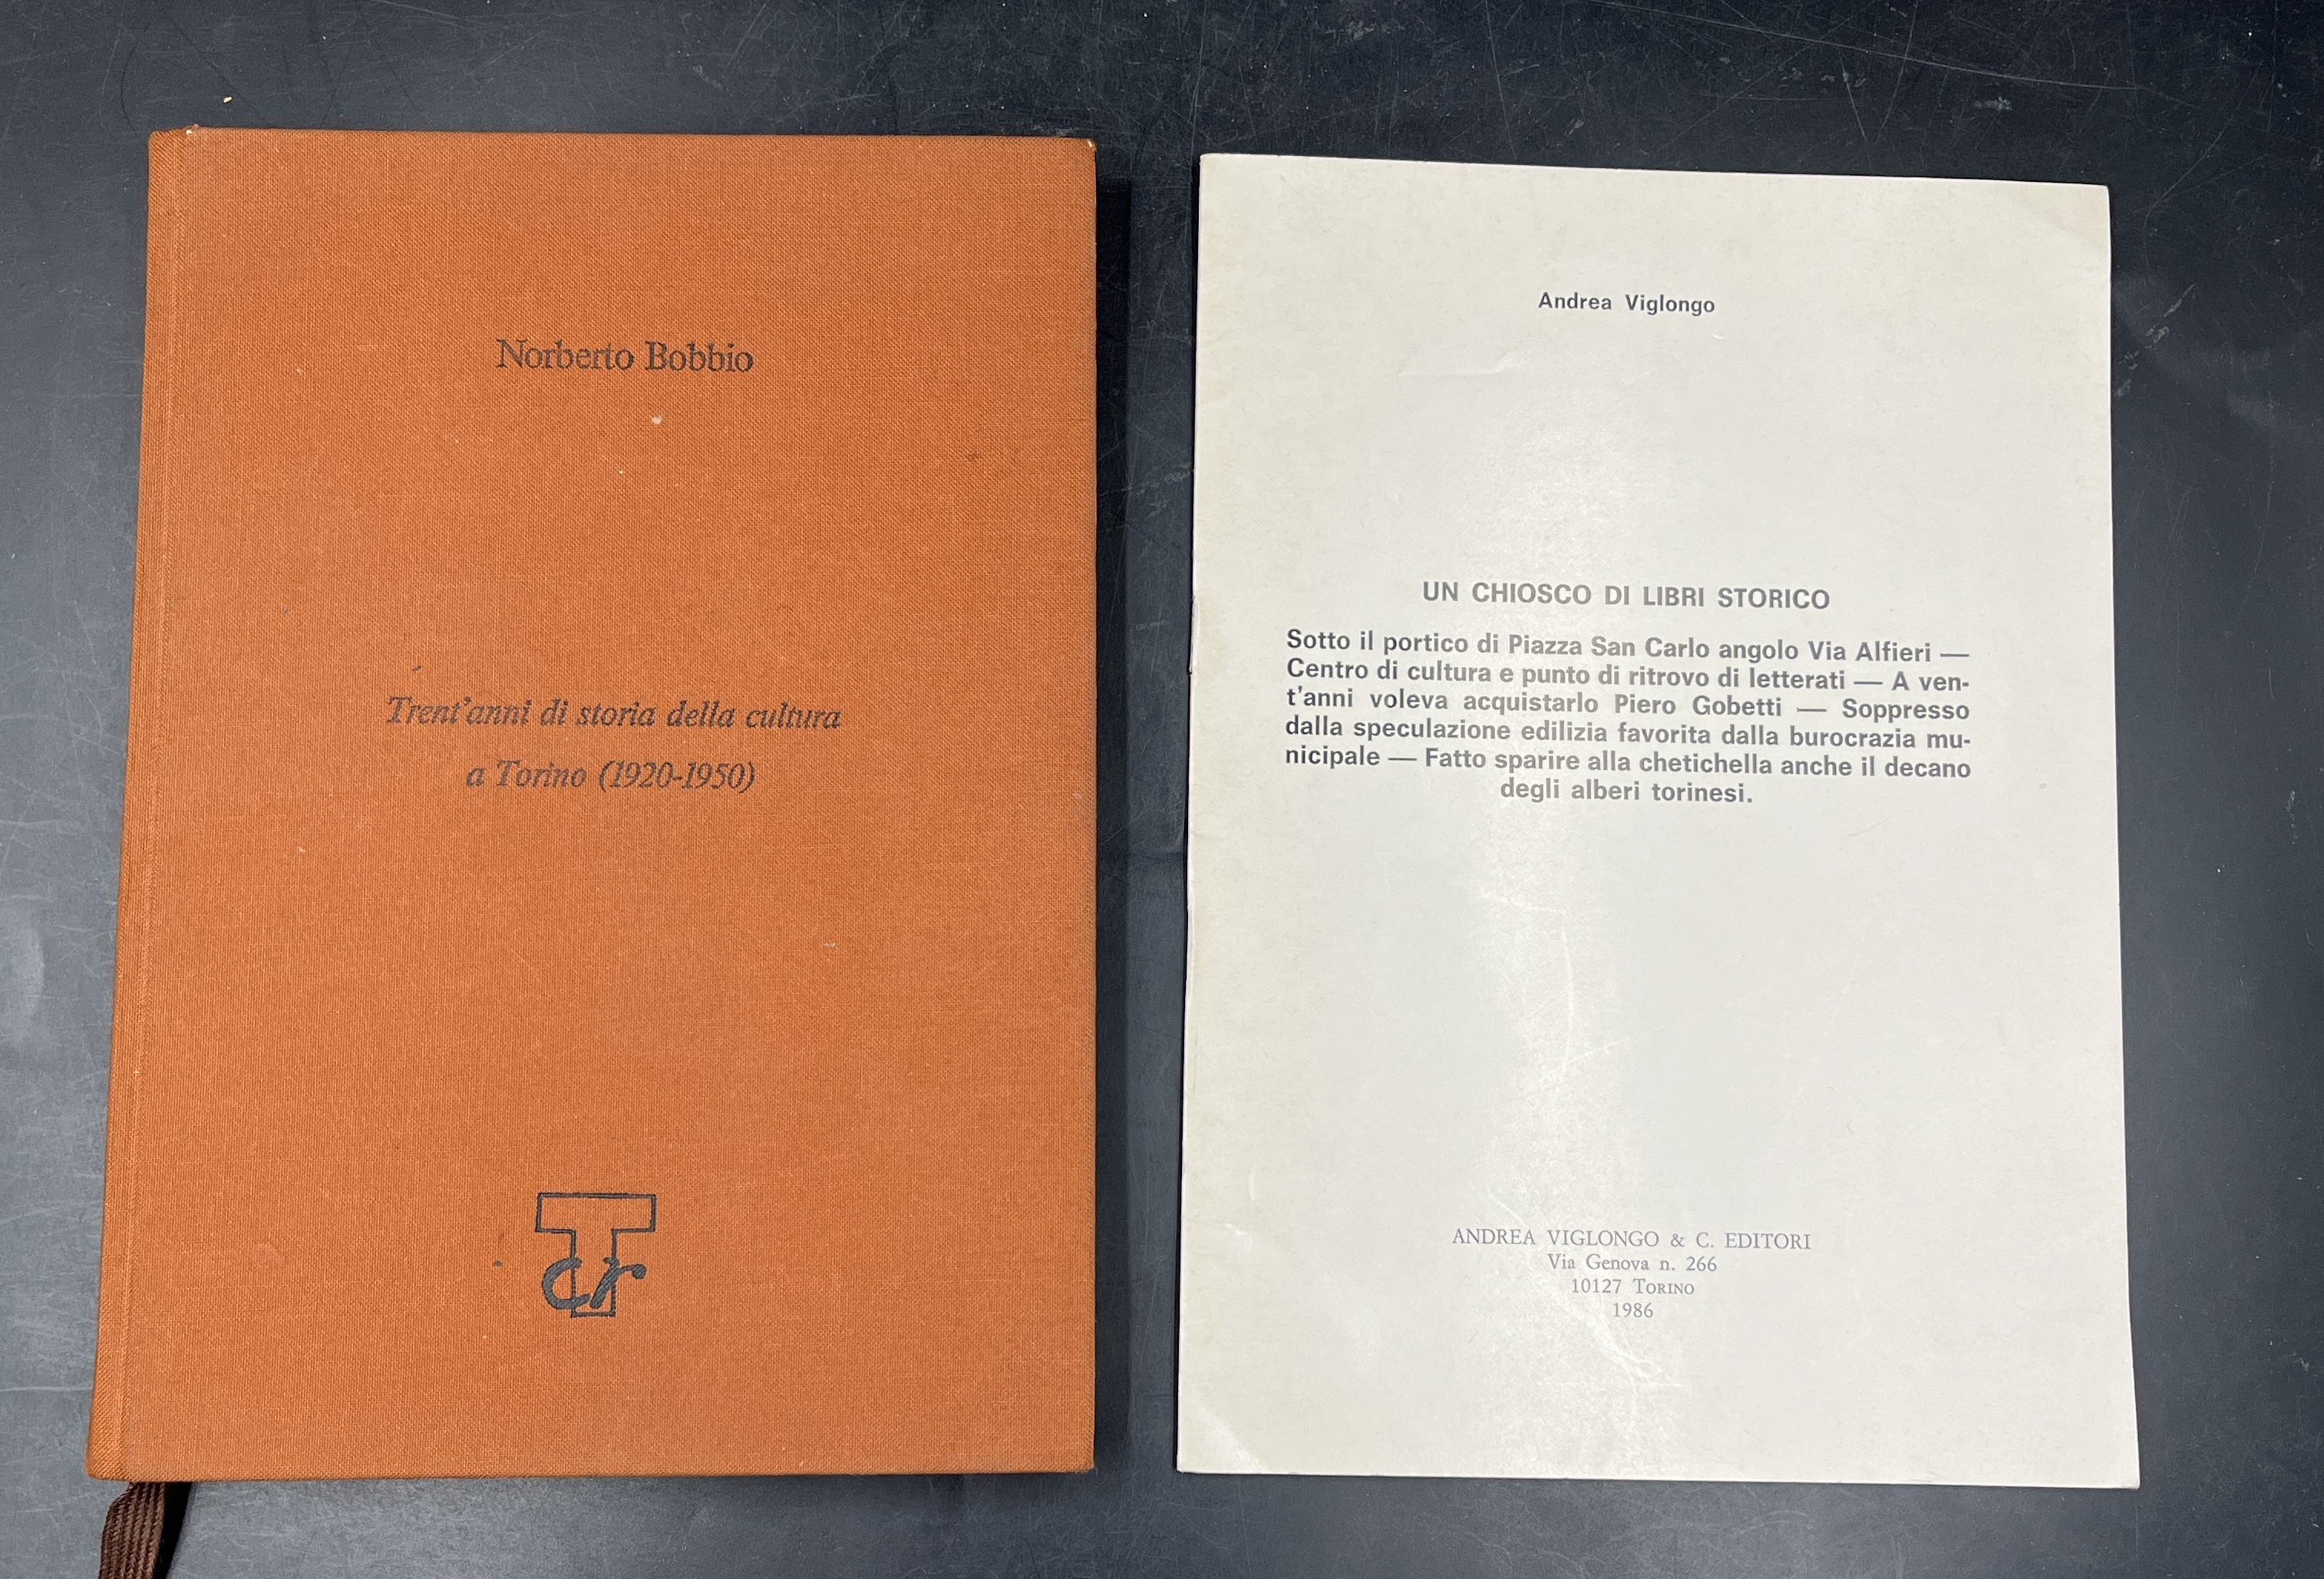 Norberto Bobbio
Trent'anni di storia della cultura
a Torino (1920-1950)
T
cr
Andrea Viglongo
UN CHIOSCO DI LIBRI STORICO
Sotto il portico di Piazza San Carlo angolo Via Alfieri —
Centro di cultura e punto di ritrovo di letterati — A ven-
t'anni voleva acquistarlo Piero Gobetti — Soppresso
dalla speculazione edilizia favorita dalla burocrazia mu-
nicipale — Fatto sparire alla chetichella anche il decano
degli alberi torinesi.
ANDREA VIGLONGO & C. EDITORI
Via Genova n. 266
10127 TORINO
1986